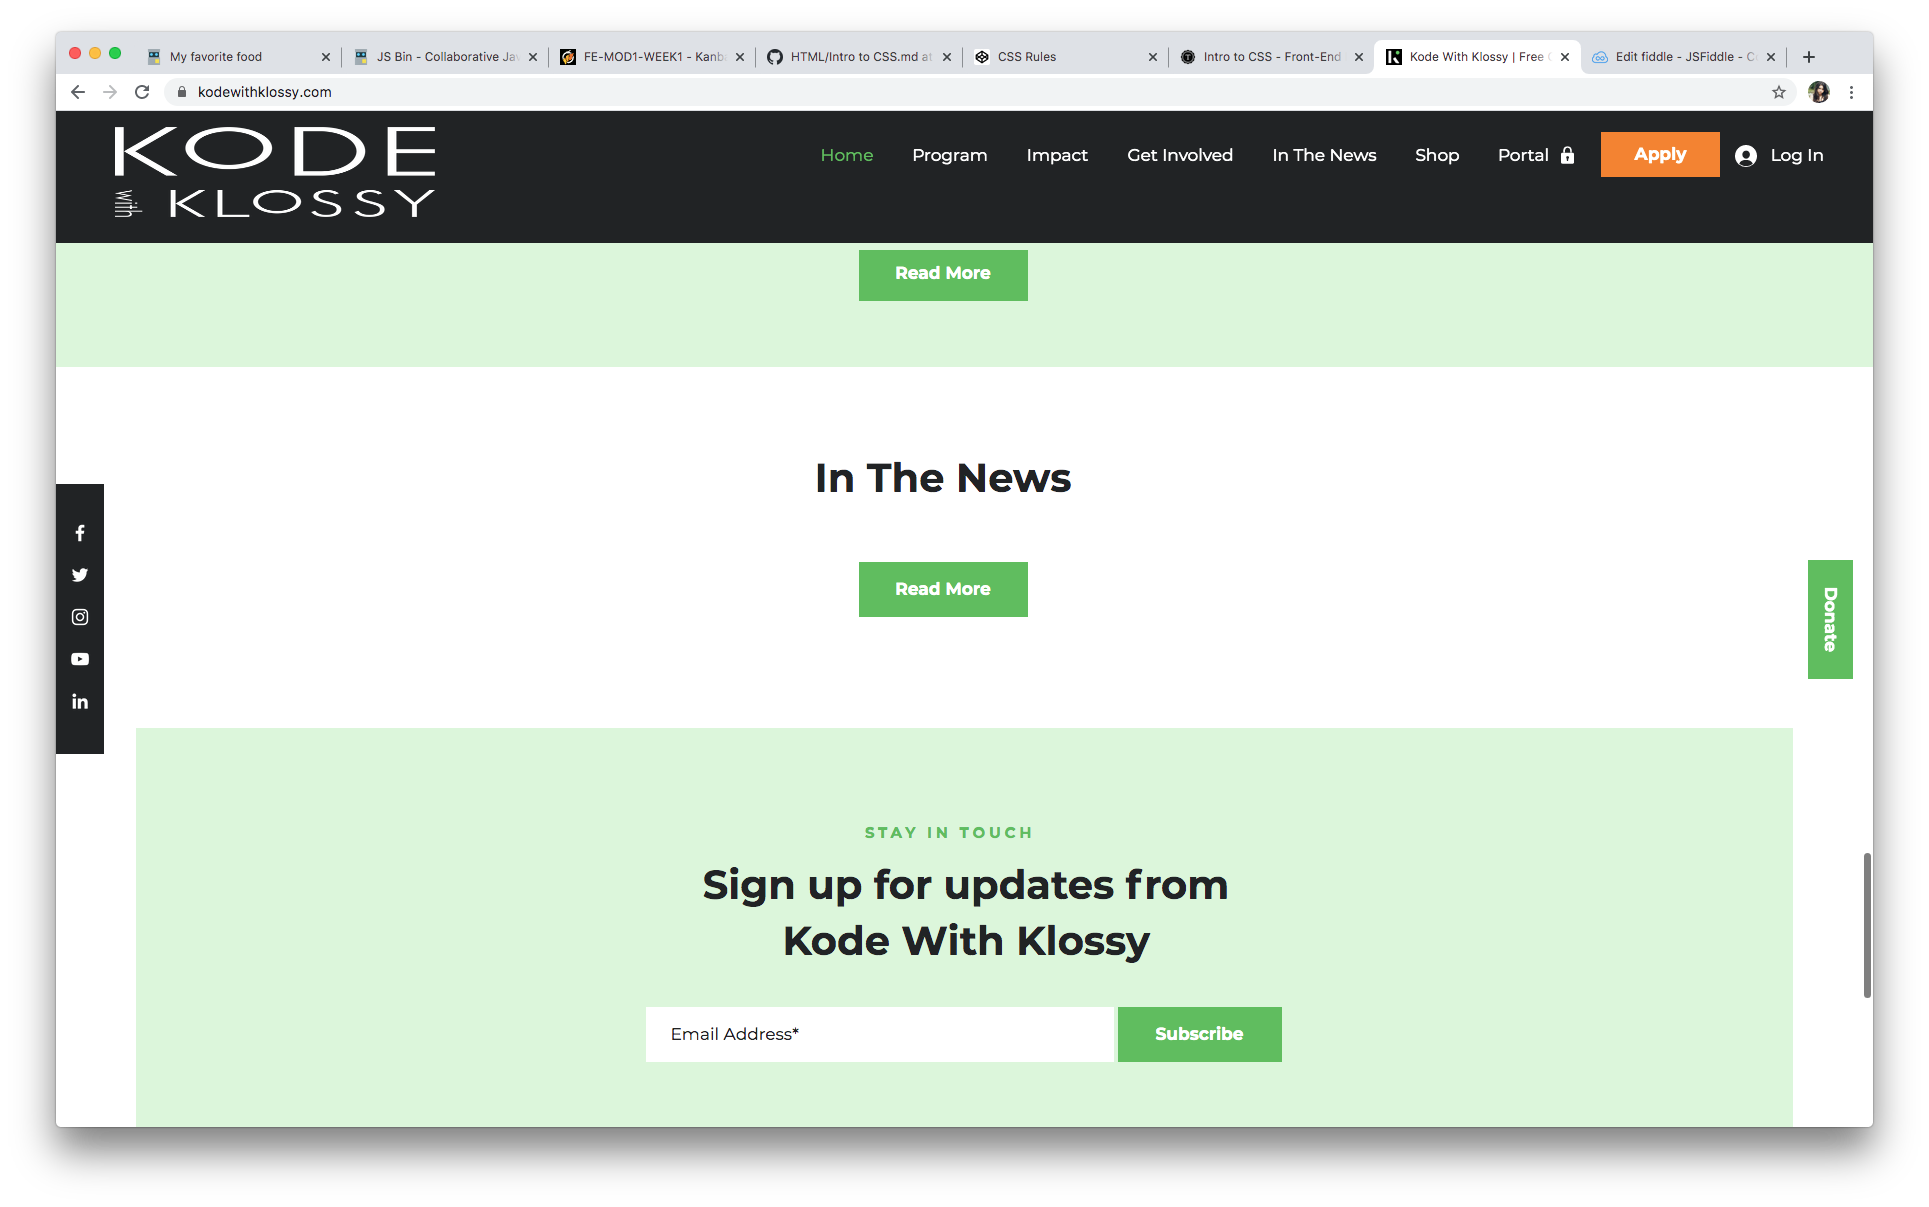 My favorite food
JS Bin - Collaborative Ja
FE-MOD1-WEEK1 - Kanb
HTML/Intro to CSS.md at
CSS Rules
Intro to CSS - Front-End
Kode With Klossy | Free
Edit fiddle - JSFiddle - C
kodewithklossy.com
KODE
with KLOSSY
Home
Program
Impact
Get Involved
In The News
Shop
Portal
Apply
Log In
Read More
In The News
Read More
Donate
STAY IN TOUCH
Sign up for updates from
Kode With Klossy
Email Address*
Subscribe